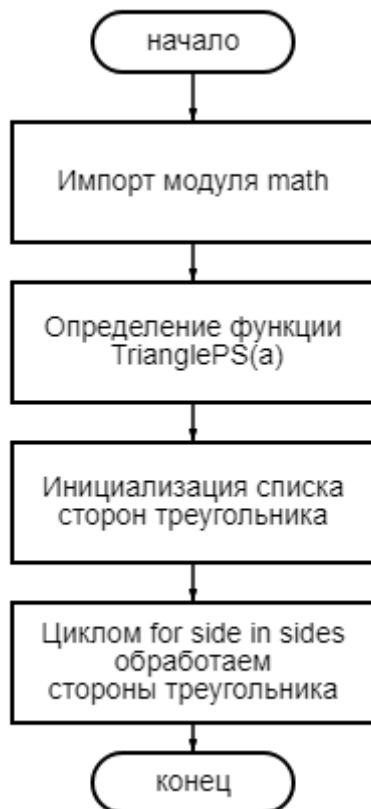 начало
Импорт модуля math
Определение функции
TrianglePS(a)
Инициализация списка
сторон треугольника
Циклом for side in sides
обработаем
стороны треугольника
конец